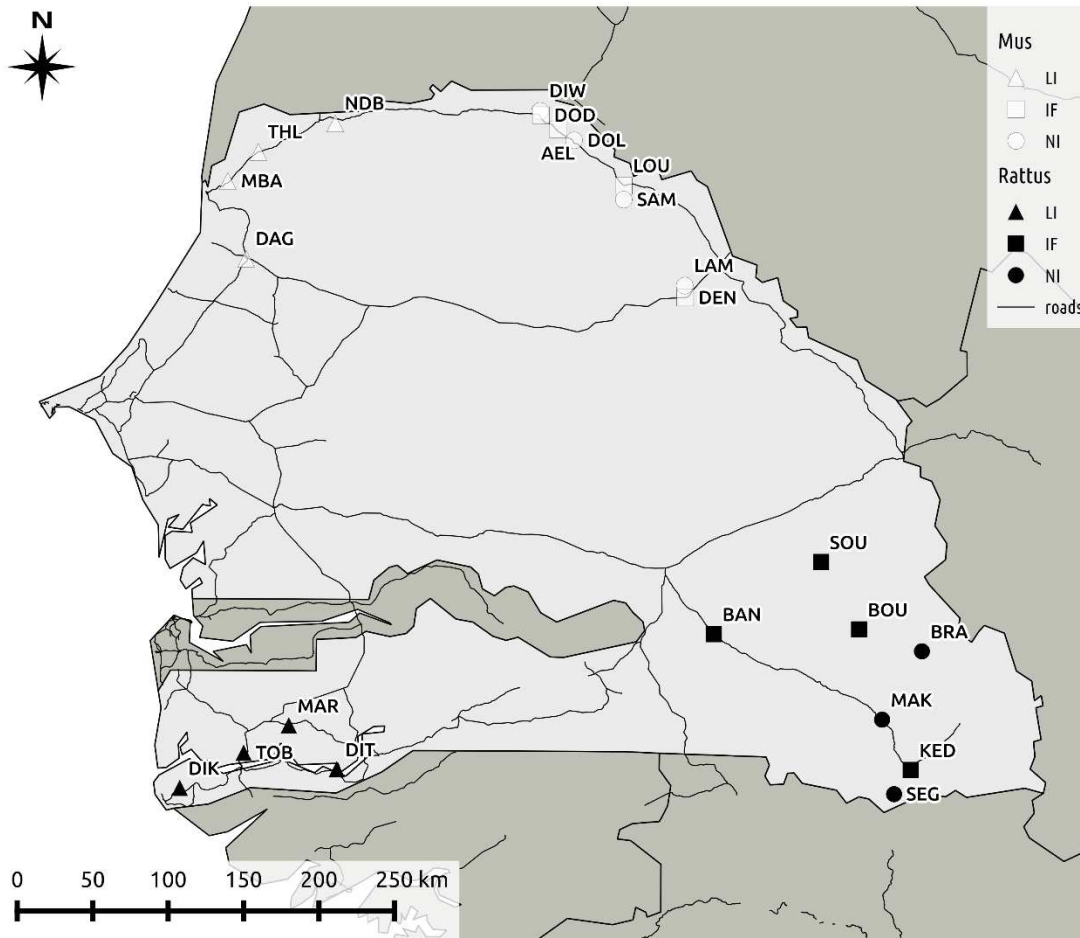 N
Mus
LI
IF
NI
Rattus
LI
IF
NI
roads
DIW
NDB
DOD
THL
DOL
AEL
LOU
MBA
SAM
DAG
LAM
DEN
SOU
BAN
BOU
BRA
MAR
MAK
TOB
DIT
KED
DIK
SEG
0 50 100 150 200 250 km